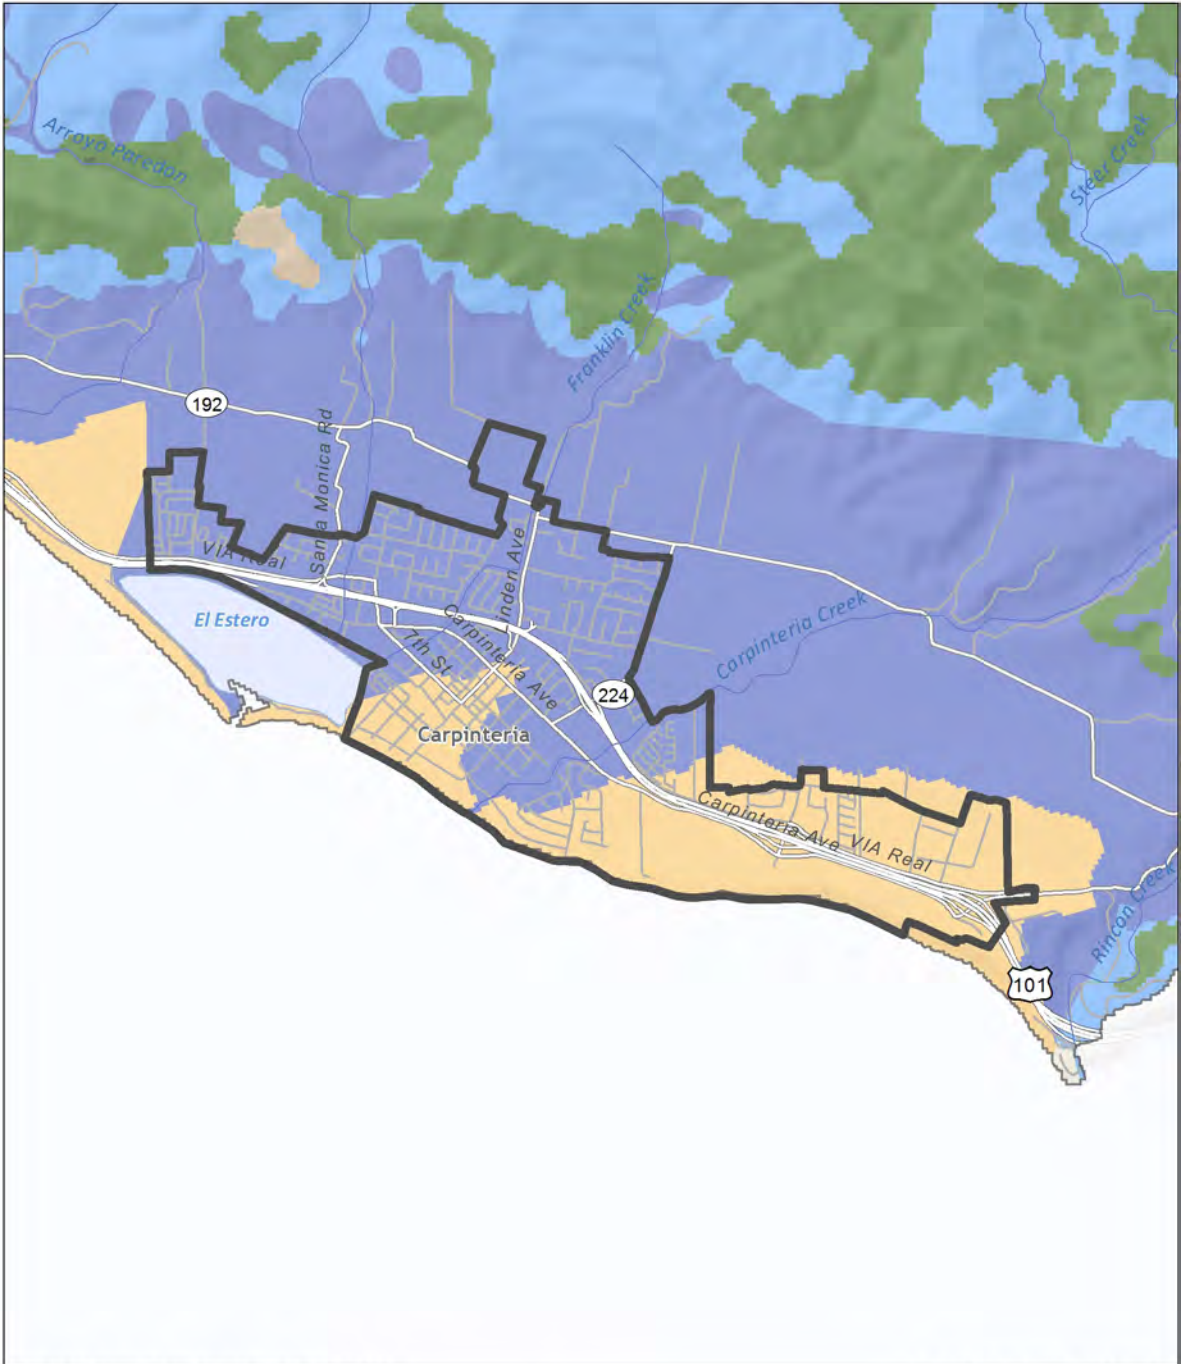 Arroyo Paredon
Steer Creek
Franklin Creek
192
Santa Monica Rd
VIA Real
Linden Ave
El Estero
Carpinteria Ave
7th St
Carpinteria Creek
224
Carpinteria
Carpinteria Ave
VIA Real
Rincon Creek
101